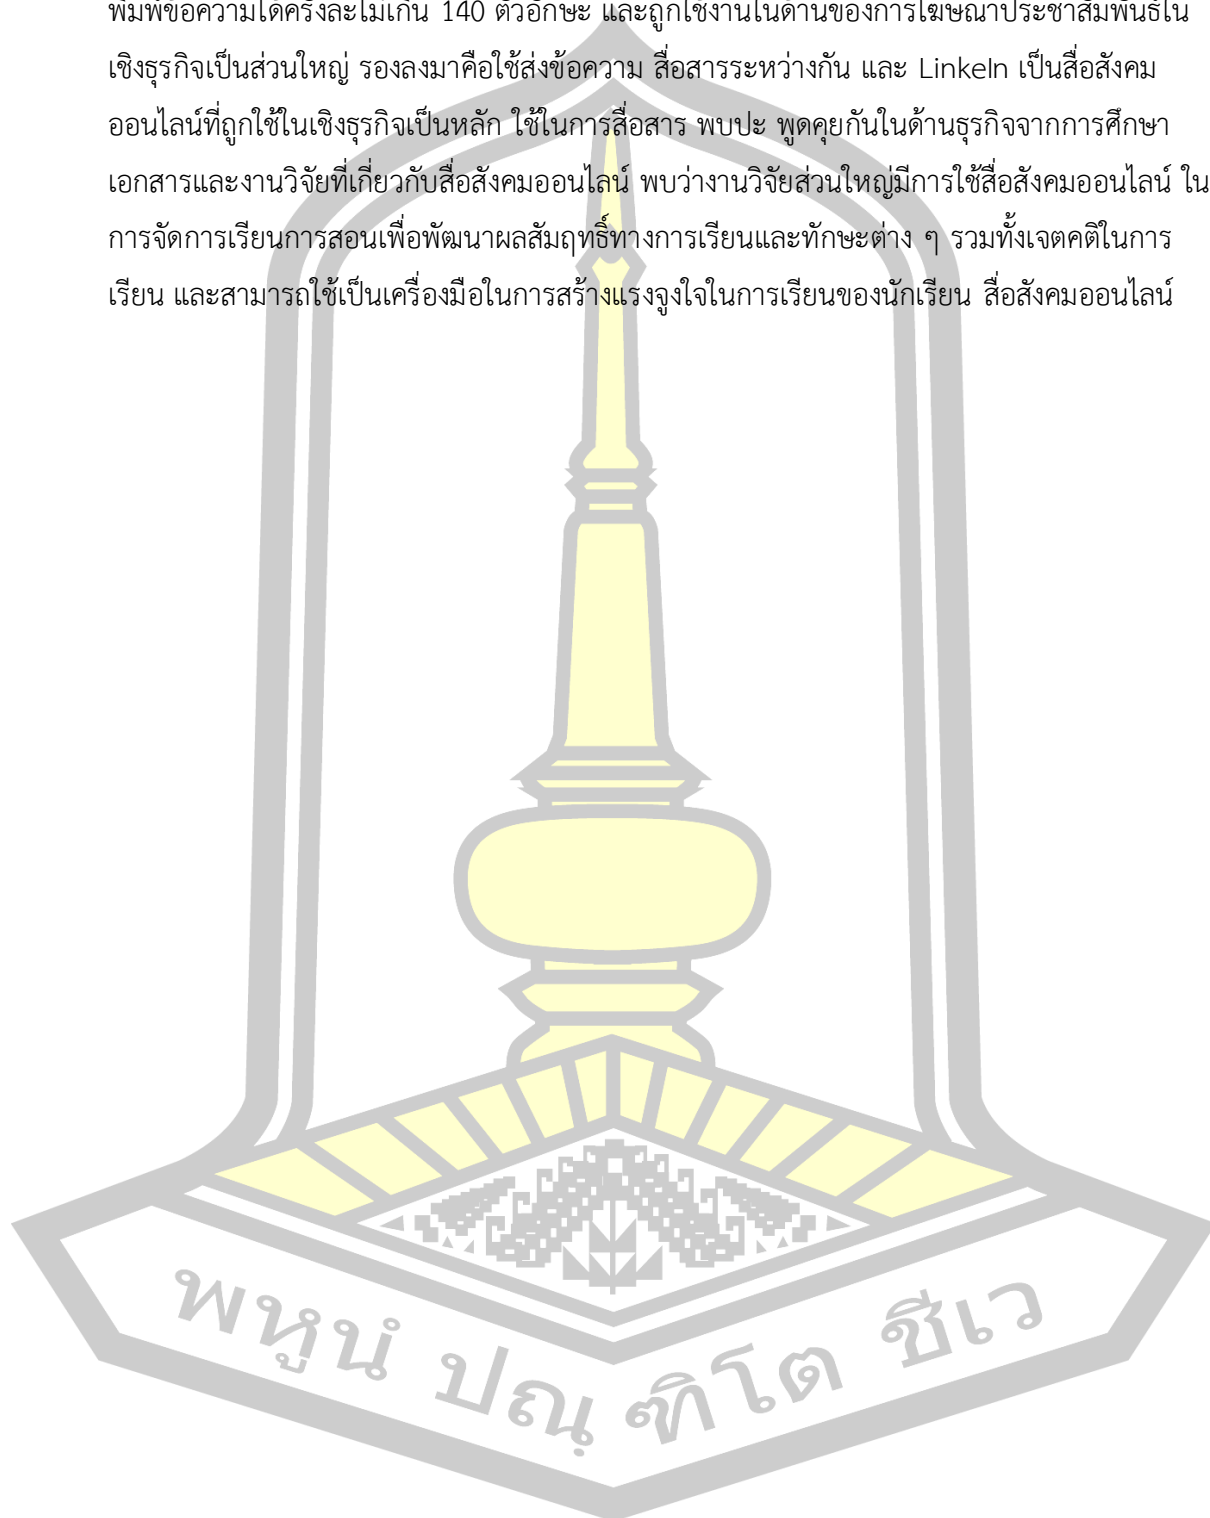 พิมพ์ข้อความได้ครั้งละไม่เกิน 140 ตัวอักษะ และถูกใช้งานในด้านของการโฆษณาประชาสัมพันธ์ใน
เชิงธุรกิจเป็นส่วนใหญ่ รองลงมาคือใช้ส่งข้อความ สื่อสารระหว่างกัน และ LinkeIn เป็นสื่อสังคม
ออนไลน์ที่ถูกใช้ในเชิงธุรกิจเป็นหลัก ใช้ในการสื่อสาร พบปะ พูดคุยกันในด้านธุรกิจจากการศึกษา
เอกสารและงานวิจัยที่เกี่ยวกับสื่อสังคมออนไลน์ พบว่างานวิจัยส่วนใหญ่มีการใช้สื่อสังคมออนไลน์ ใน
การจัดการเรียนการสอนเพื่อพัฒนาผลสัมฤทธิ์ทางการเรียนและทักษะต่าง ๆ รวมทั้งเจตคติในการ
เรียน และสามารถใช้เป็นเครื่องมือในการสร้างแรงจูงใจในการเรียนของนักเรียน สื่อสังคมออนไลน์
พหูนํ ปณฺฑิโต ชีเว